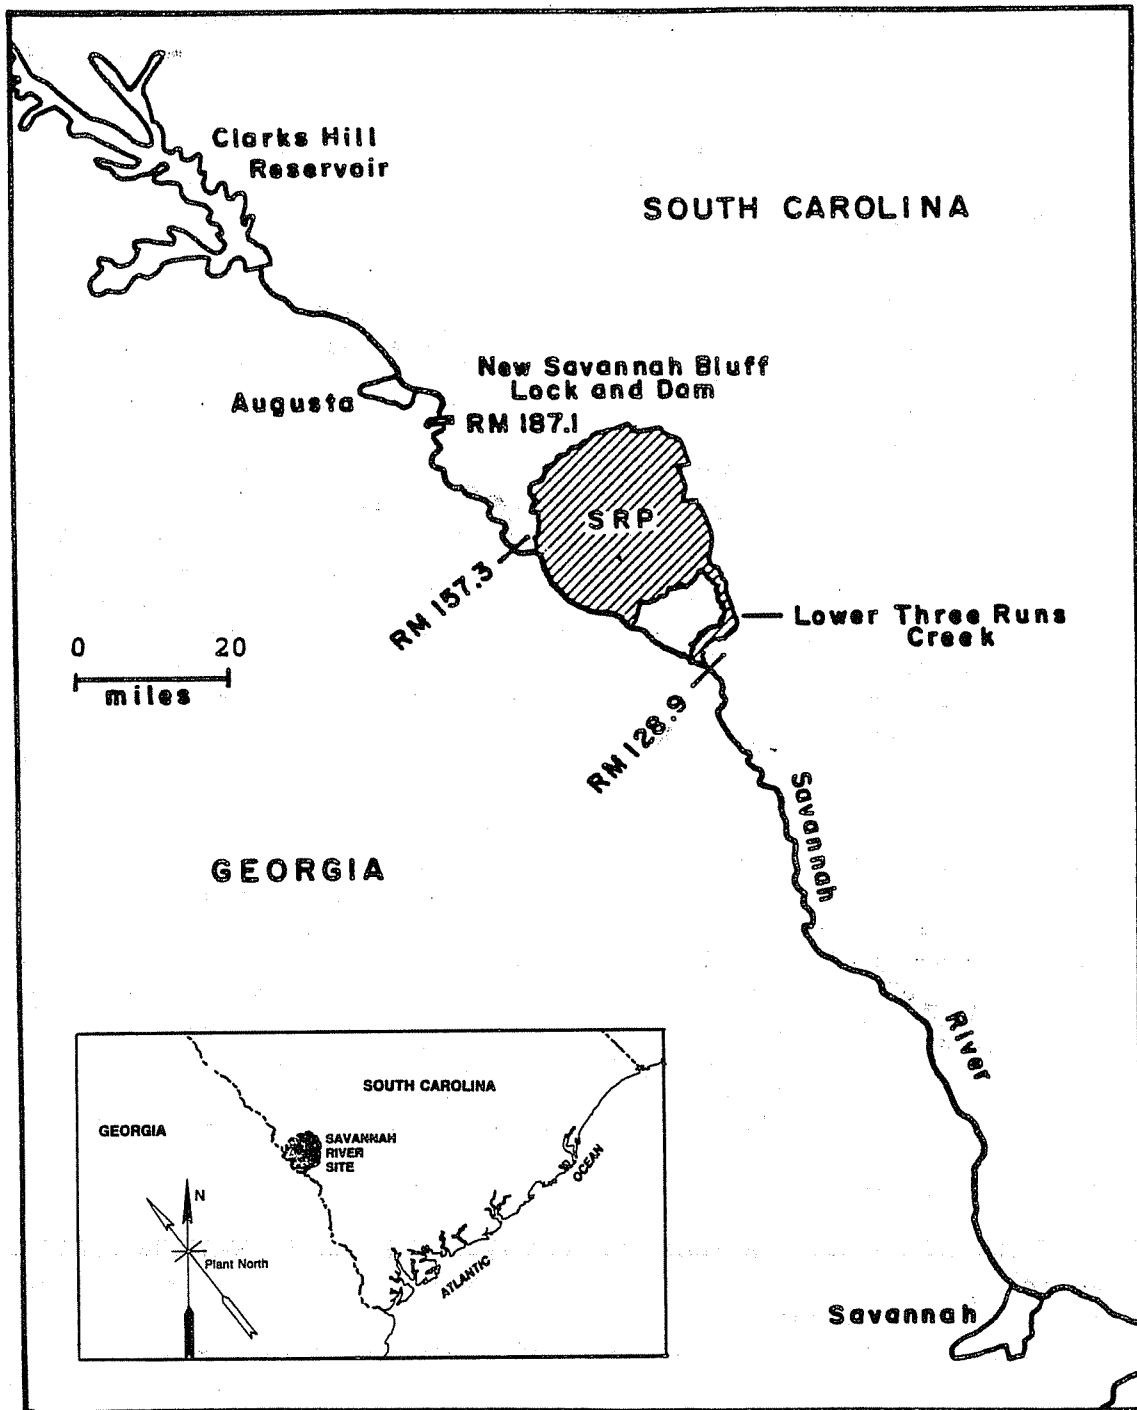 Clarks Hill
Reservoir
SOUTH CAROLINA
New Savannah Bluff
Lock and Dam
Augusta
RM 187.1
SRP
RM 157.3
Lower Three Runs
Creek
0 20
miles
RM 128.9
Savannah
River
GEORGIA
SOUTH CAROLINA
GEORGIA
SAVANNAH
RIVER
SITE
OCEAN
N
Plant North
ATLANTIC
Savannah